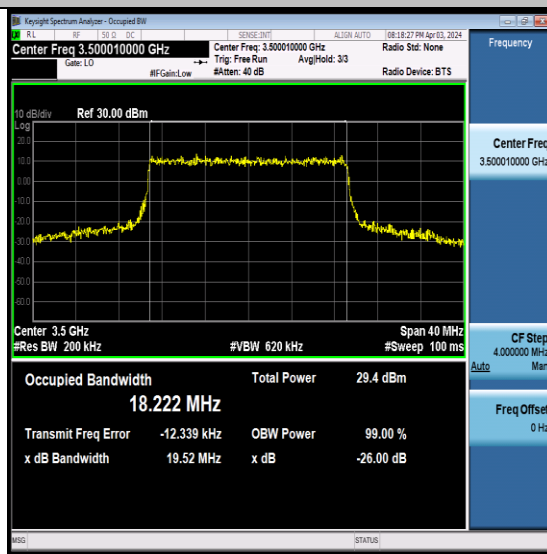 Keysight Spectrum Analyzer - Occupied BW
RL RF 50 Ω DC SENSE:INT ALIGN AUTO 08:18:27 PM Apr 03, 2024
Center Freq 3.500010000 GHz
Center Freq: 3.500010000 GHz Radio Std: None
Gate: LO Trig: Free Run Avg|Hold: 3/3
#IFGain:Low #Atten: 40 dB Radio Device: BTS
Frequency
10 dB/div Ref 30.00 dBm
Log
20.0
10.0
0.00
-10.0
-20.0
-30.0
-40.0
-50.0
-60.0
Center Freq
3.500010000 GHz
Center 3.5 GHz Span 40 MHz
#Res BW 200 kHz #VBW 620 kHz #Sweep 100 ms
CF Step
4.000000 MHz
Auto Man
Occupied Bandwidth Total Power 29.4 dBm
18.222 MHz
Freq Offset
0 Hz
Transmit Freq Error -12.339 kHz OBW Power 99.00 %
x dB Bandwidth 19.52 MHz x dB -26.00 dB
MSG STATUS